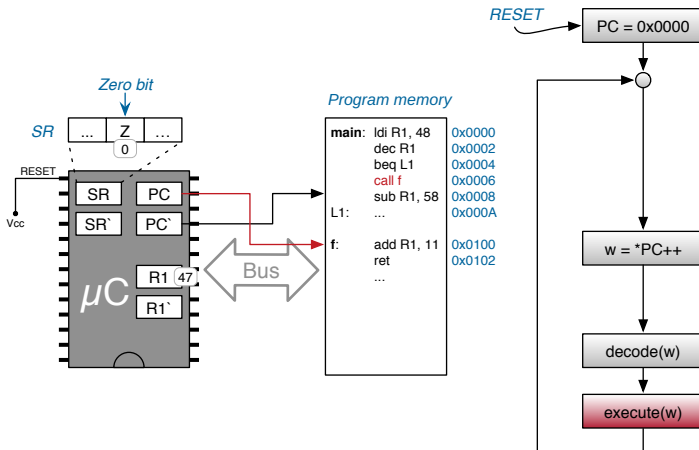 RESET
PC = 0x0000
Zero bit
Program memory
SR
... Z ...
0
main: ldi R1, 48 0x0000
dec R1 0x0002
beq L1 0x0004
call f 0x0006
sub R1, 58 0x0008
L1: ... 0x000A
f: add R1, 11 0x0100
ret 0x0102
...
RESET
Vcc
SR PC
SR` PC`
R1 47
R1`
µC
Bus
w = *PC++
decode(w)
execute(w)